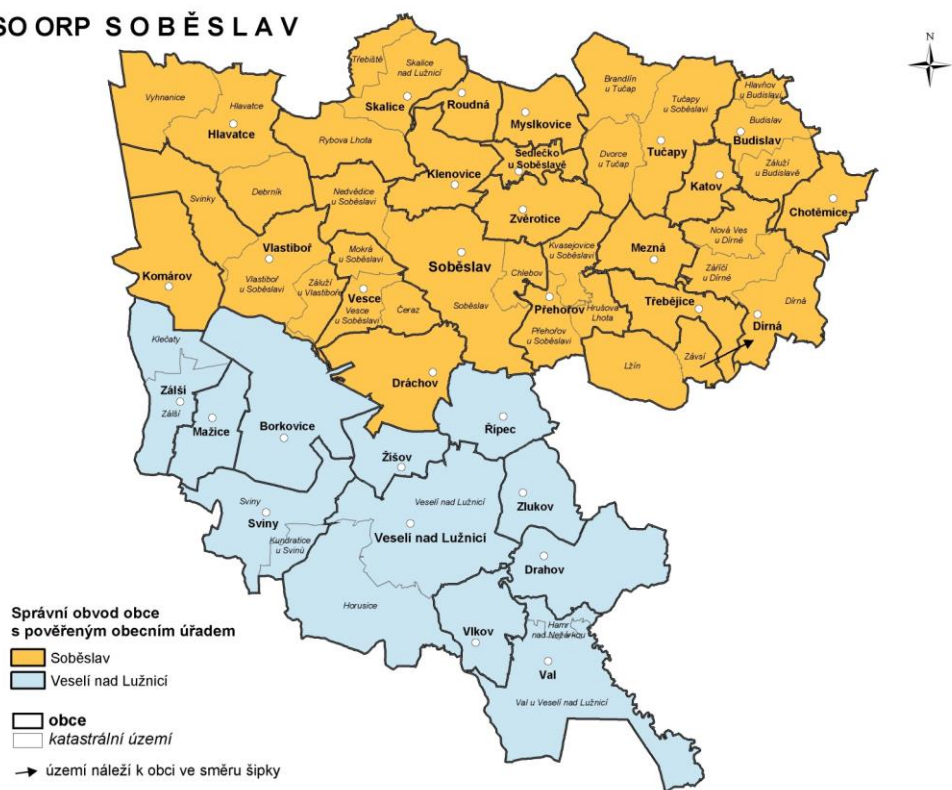 SO ORP SOBĚSLAV
N
Třebiště
Skalice
nad Lužnicí
Vyhnanice
Hlavatce
Hlavatce
Skalice
Roudná
Myslkovice
Brandlín
u Tučap
Tučapy
u Soběslavi
Hlavňov
u Budislavi
Budislav
Budislav
Rybova Lhota
Sedlečko
u Soběslavě
Dvorce
u Tučap
Tučapy
Záluží
u Budislavě
Klenovice
Katov
Debrník
Nedvědice
u Soběslavi
Svinky
Zvěrotice
Chotěmice
Nová Ves
u Dírné
Vlastiboř
Mokrá
u Soběslavi
Soběslav
Kvasejovice
u Soběslavi
Mezná
Záříčí
u Dírné
Komárov
Vlastiboř
u Soběslavi
Záluží
u Vlastiboře
Vesce
Vesce
u Soběslavi
Čeraz
Soběslav
Chlebov
Přehořov
Hrušova
Lhota
Třebějice
Dírná
Dírná
Přehořov
u Soběslavi
Lžín
Závsí
Klečaty
Dráchov
Zálší
Zálší
Mažice
Borkovice
Řípec
Žíšov
Sviny
Sviny
Veselí nad Lužnicí
Veselí nad Lužnicí
Zlukov
Kundratice
u Svinů
Drahov
Horusice
Vlkov
Hamr
nad Nežárkou
Val
Val u Veselí nad Lužnicí
Správní obvod obce
s pověřeným obecním úřadem
Soběslav
Veselí nad Lužnicí
obce
katastrální území
území náleží k obci ve směru šipky